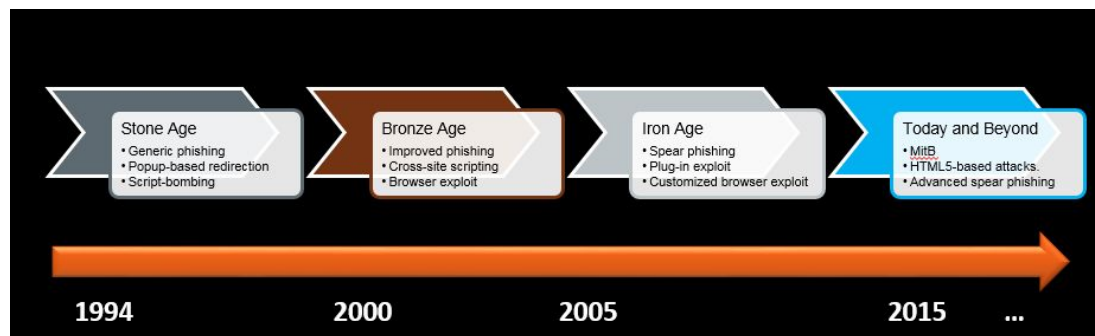 Stone Age
• Generic phishing
• Popup-based redirection
• Script-bombing
Bronze Age
• Improved phishing
• Cross-site scripting
• Browser exploit
Iron Age
• Spear phishing
• Plug-in exploit
• Customized browser exploit
Today and Beyond
• MitB
• HTML5-based attacks.
• Advanced spear phishing
1994
2000
2005
2015
...